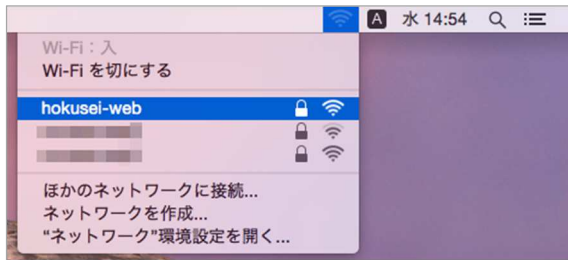 A 水 14:54
Wi-Fi：入
Wi-Fi を切にする
hokusei-web
ほかのネットワークに接続...
ネットワークを作成...
“ネットワーク”環境設定を開く...